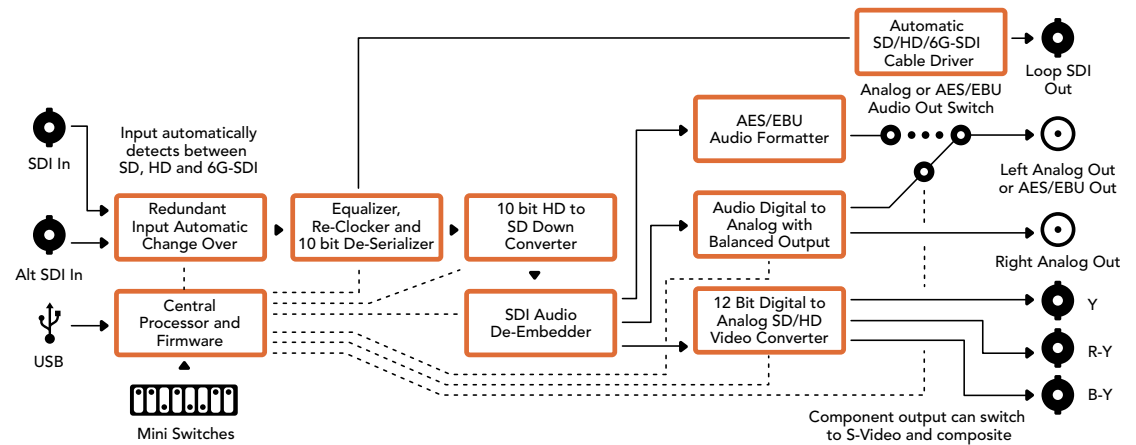 Automatic
SD/HD/6G-SDI
Cable Driver
Loop SDI
Out
Analog or AES/EBU
Audio Out Switch
SDI In
Input automatically
detects between
SD, HD and 6G-SDI
AES/EBU
Audio Formatter
Left Analog Out
or AES/EBU Out
Alt SDI In
Redundant
Input Automatic
Change Over
Equalizer,
Re-Clocker and
10 bit De-Serializer
10 bit HD to
SD Down
Converter
Audio Digital to
Analog with
Balanced Output
Right Analog Out
USB
Central
Processor and
Firmware
SDI Audio
De-Embedder
12 Bit Digital to
Analog SD/HD
Video Converter
Y
R-Y
B-Y
Mini Switches
Component output can switch
to S-Video and composite